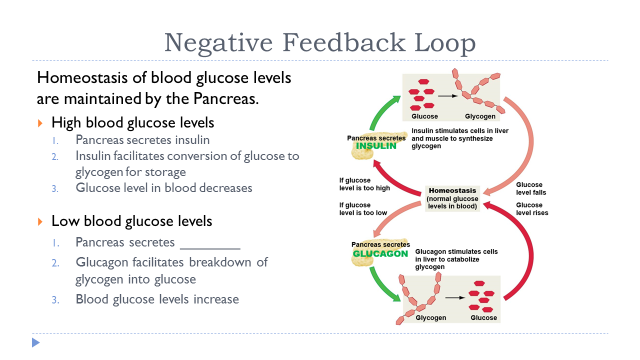 Negative Feedback Loop
Homeostasis of blood glucose levels
are maintained by the Pancreas.
High blood glucose levels
1. Pancreas secretes insulin
2. Insulin facilitates conversion of glucose to
glycogen for storage
3. Glucose level in blood decreases
Low blood glucose levels
1. Pancreas secretes _________
2. Glucagon facilitates breakdown of
glycogen into glucose
3. Blood glucose levels increase
Glucose
Glycogen
Pancreas secretes
INSULIN
Insulin stimulates cells in liver
and muscle to synthesize
glycogen
If glucose
level is too high
Homeostasis
(normal glucose
levels in blood)
Glucose
level falls
If glucose
level is too low
Glucose
level rises
Pancreas secretes
GLUCAGON
Glucagon stimulates cells
in liver to catabolize
glycogen
Glycogen
Glucose